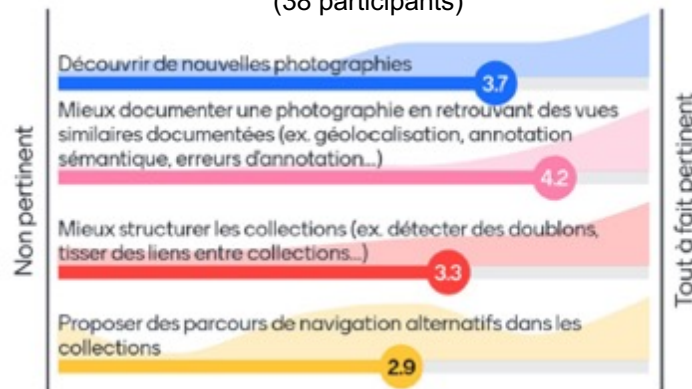 (38 participants)
Découvrir de nouvelles photographies
3.7
Mieux documenter une photographie en retrouvant des vues
similaires documentées (ex. géolocalisation, annotation
sémantique, erreurs d'annotation...)
4.2
Mieux structurer les collections (ex. détecter des doublons,
tisser des liens entre collections...)
3.3
Proposer des parcours de navigation alternatifs dans les
collections
2.9
Non pertinent
Tout à fait pertinent